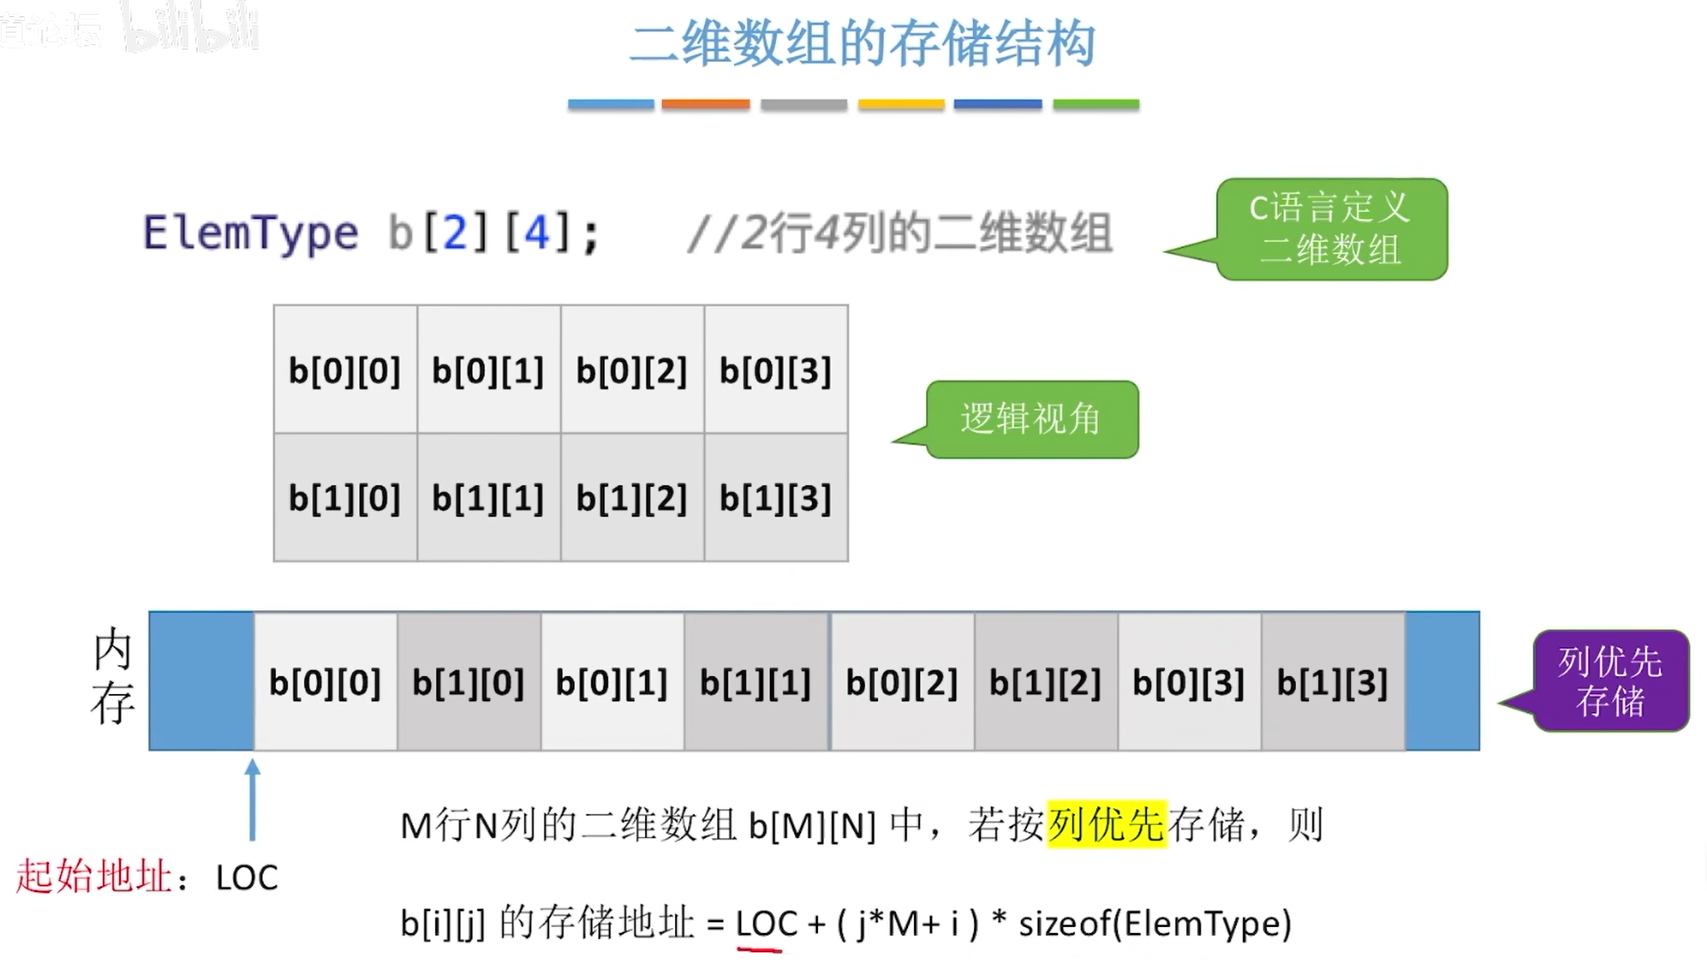 bilibili
二维数组的存储结构
ElemType b[2][4]; //2行4列的二维数组
C语言定义
二维数组
b[0][0] b[0][1] b[0][2] b[0][3]
逻辑视角
b[1][0] b[1][1] b[1][2] b[1][3]
内
存
b[0][0] b[1][0] b[0][1] b[1][1] b[0][2] b[1][2] b[0][3] b[1][3]
列优先
存储
M行N列的二维数组 b[M][N] 中，若按列优先存储，则
起始地址：LOC
b[i][j] 的存储地址 = LOC + ( j*M+ i ) * sizeof(ElemType)